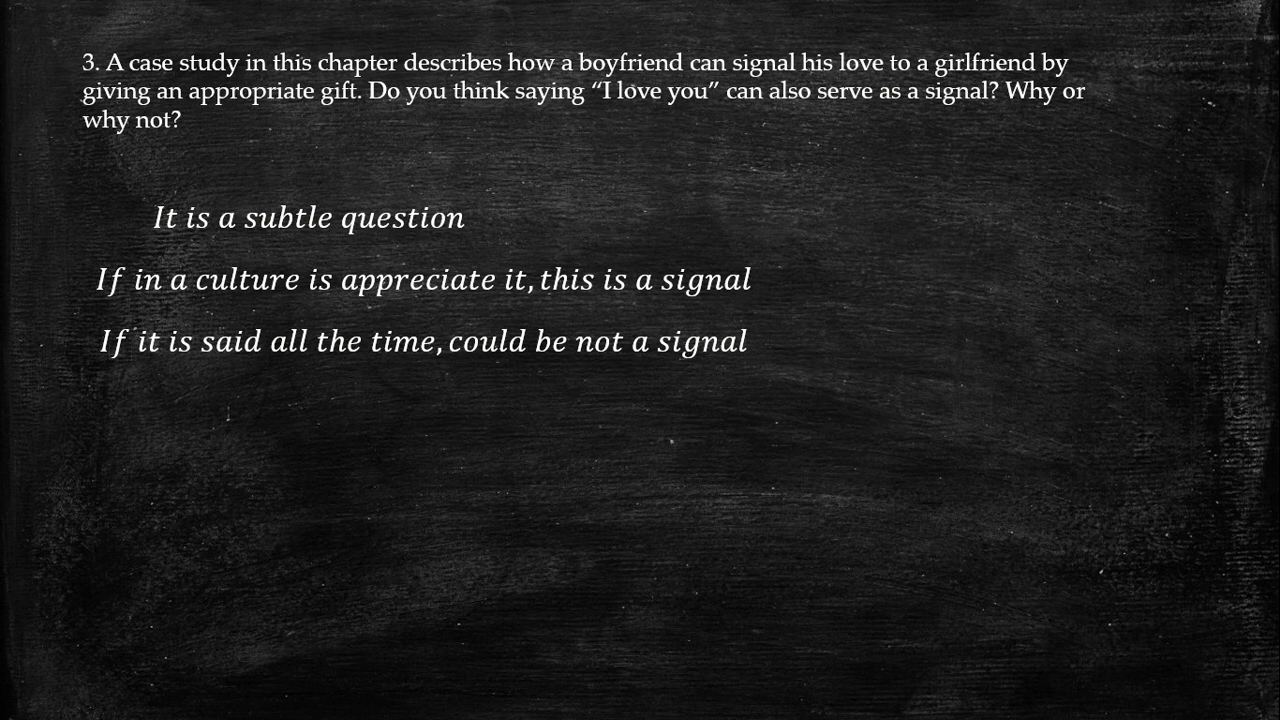 3. A case study in this chapter describes how a boyfriend can signal his love to a girlfriend by
giving an appropriate gift. Do you think saying “I love you” can also serve as a signal? Why or
why not?
It is a subtle question
If in a culture is appreciate it, this is a signal
If it is said all the time, could be not a signal